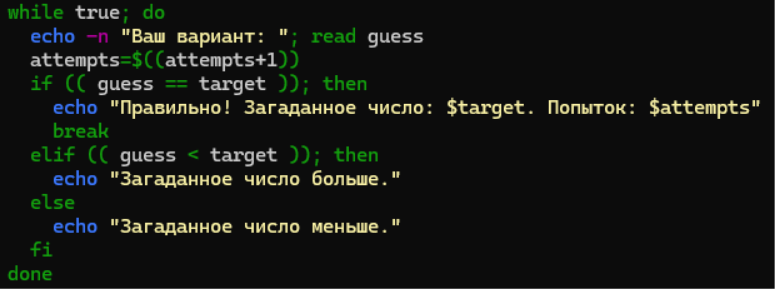 while true; do
  echo -n "Ваш вариант: "; read guess
  attempts=$((attempts+1))
  if (( guess == target )); then
    echo "Правильно! Загаданное число: $target. Попыток: $attempts"
    break
  elif (( guess < target )); then
    echo "Загаданное число больше."
  else
    echo "Загаданное число меньше."
  fi
done